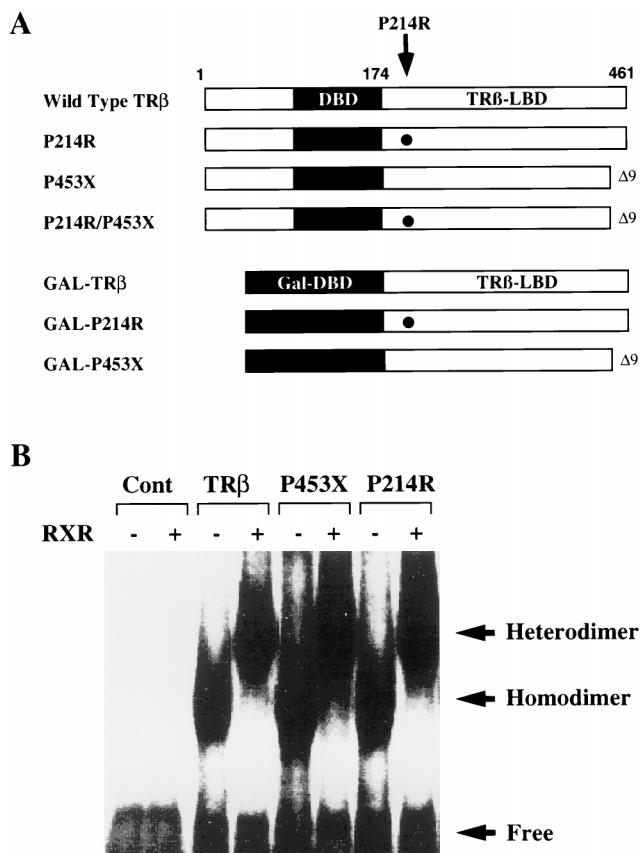 A
P214R
1 174 461
Wild Type TRβ DBD TRß-LBD
P214R
P453X Δ9
P214R/P453X Δ9
GAL-TRβ Gal-DBD TRß-LBD
GAL-P214R
GAL-P453X Δ9
B
Cont TRβ P453X P214R
RXR - + - + - + - +
Heterodimer
Homodimer
Free